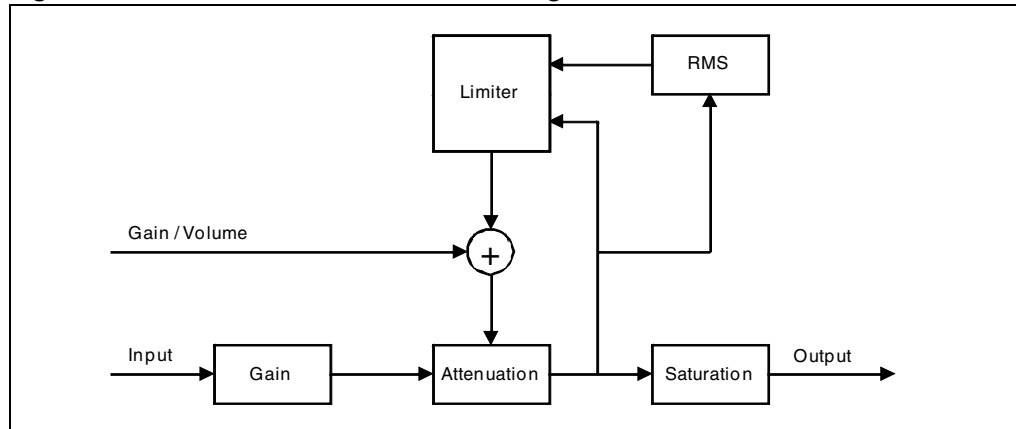 RMS
Limiter
Gain / Volume
+
Input
Gain
Attenuation
Saturation
Output